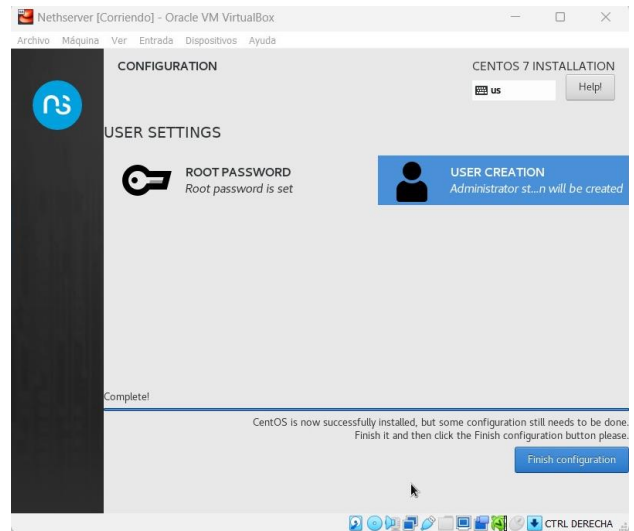 Nethserver [Corriendo] - Oracle VM VirtualBox
Archivo Máquina Ver Entrada Dispositivos Ayuda
CONFIGURATION
CENTOS 7 INSTALLATION
us
Help!
ns
USER SETTINGS
ROOT PASSWORD
Root password is set
USER CREATION
Administrator st...n will be created
Complete!
CentOS is now successfully installed, but some configuration still needs to be done.
Finish it and then click the Finish configuration button please.
Finish configuration
CTRL DERECHA